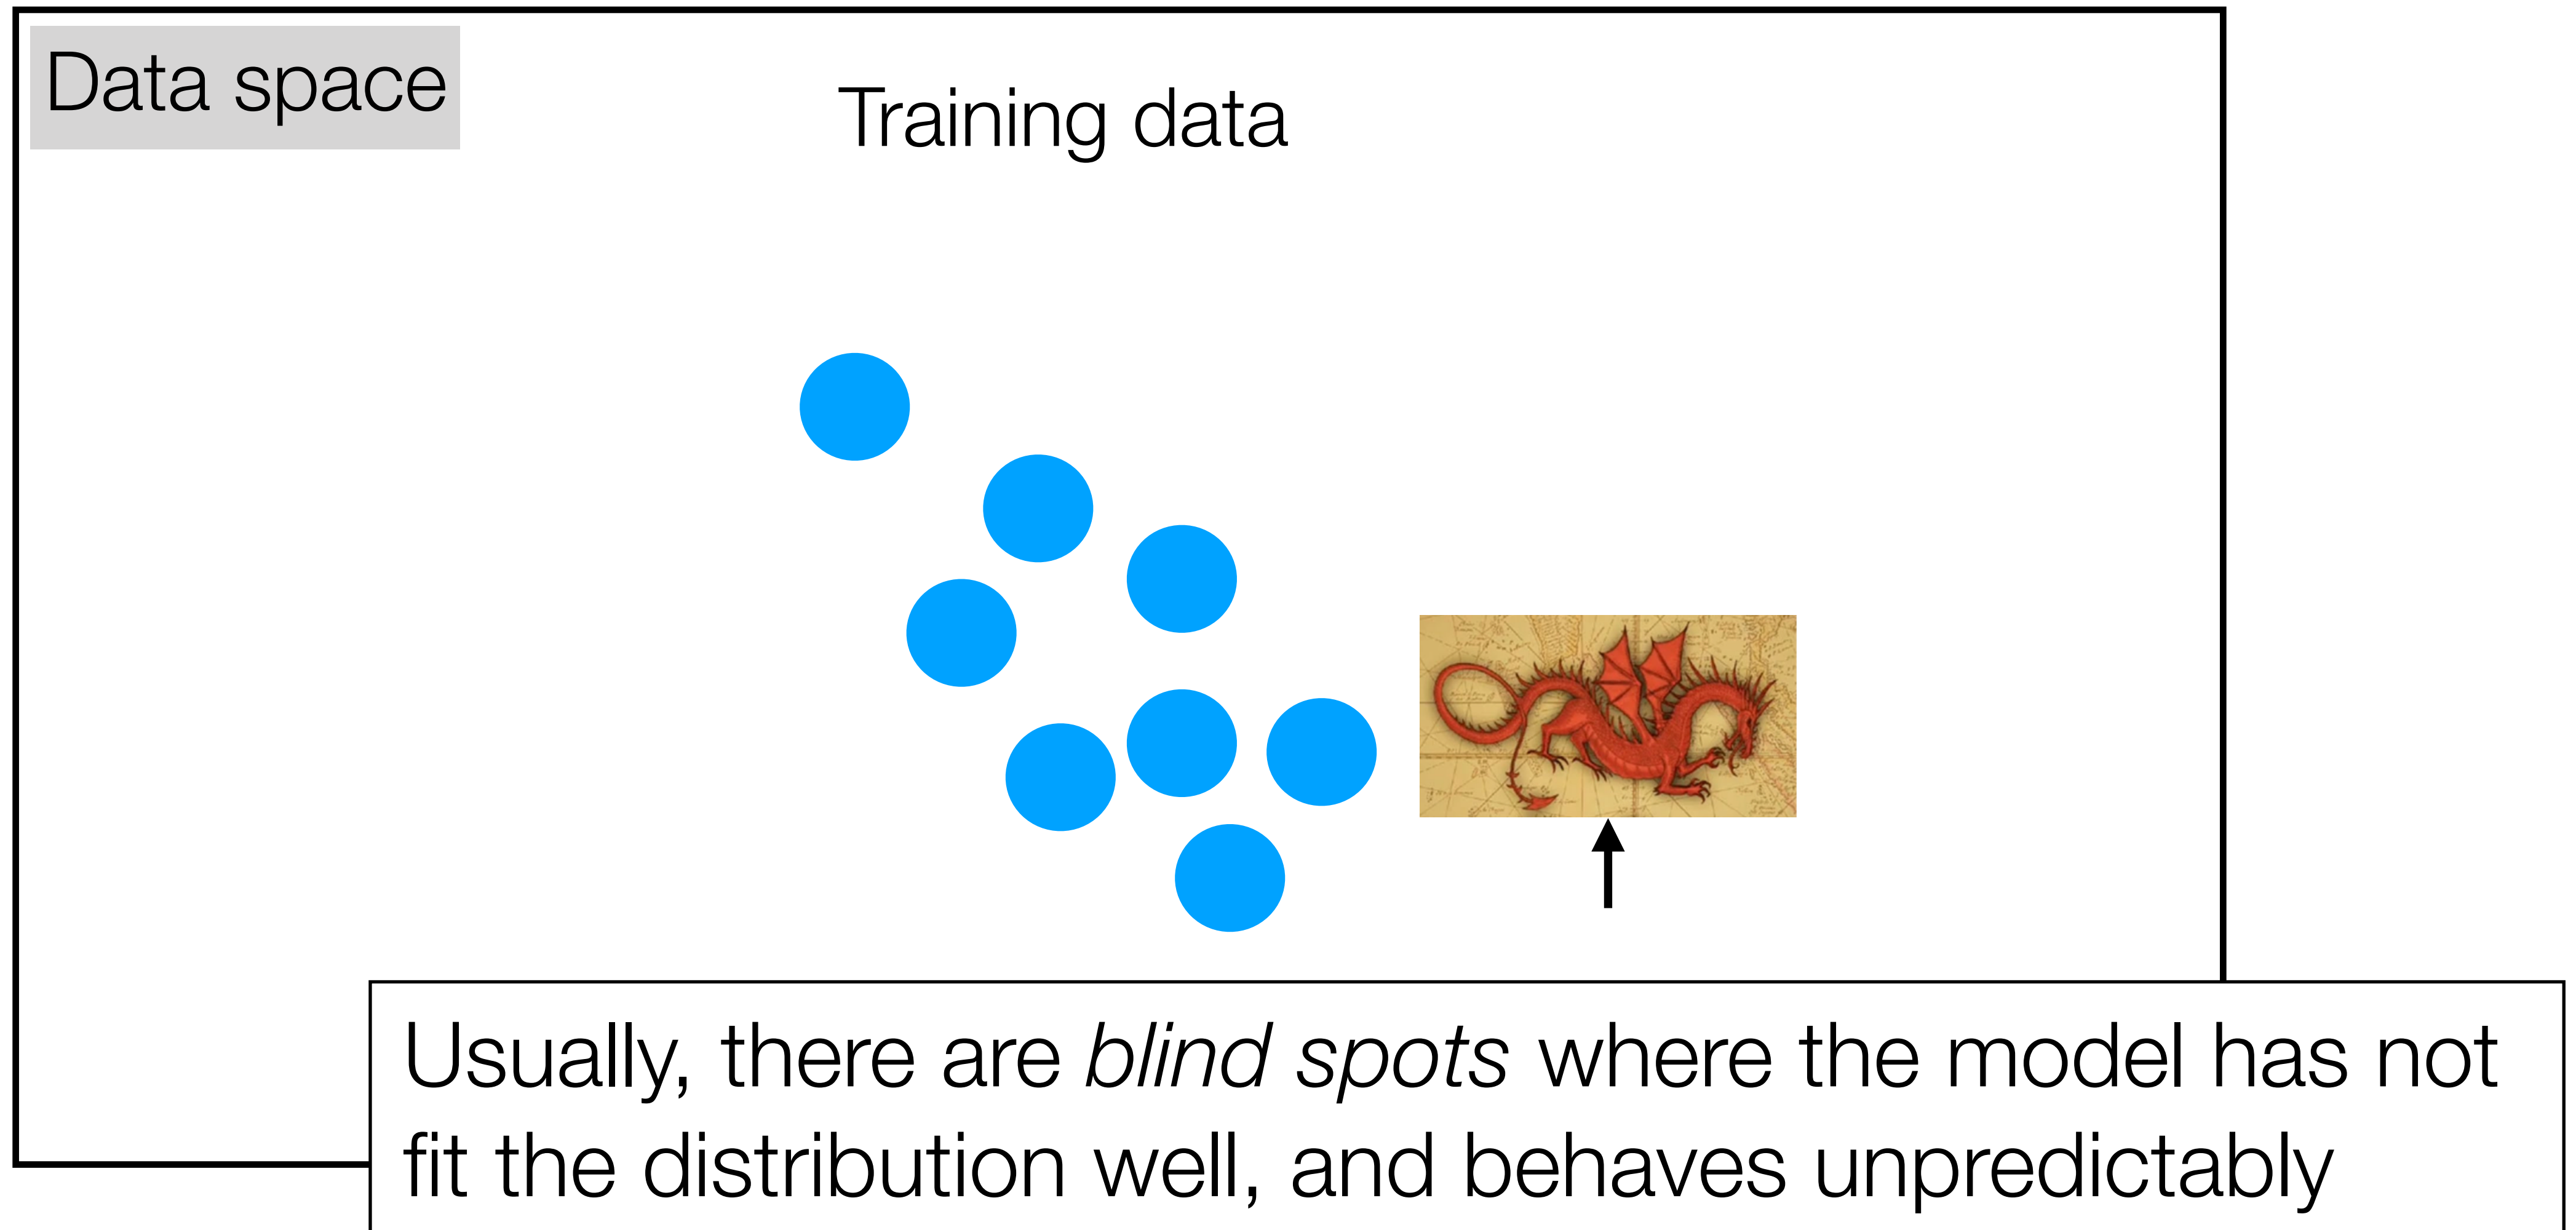 Data space
Training data
Usually, there are blind spots where the model has not
fit the distribution well, and behaves unpredictably